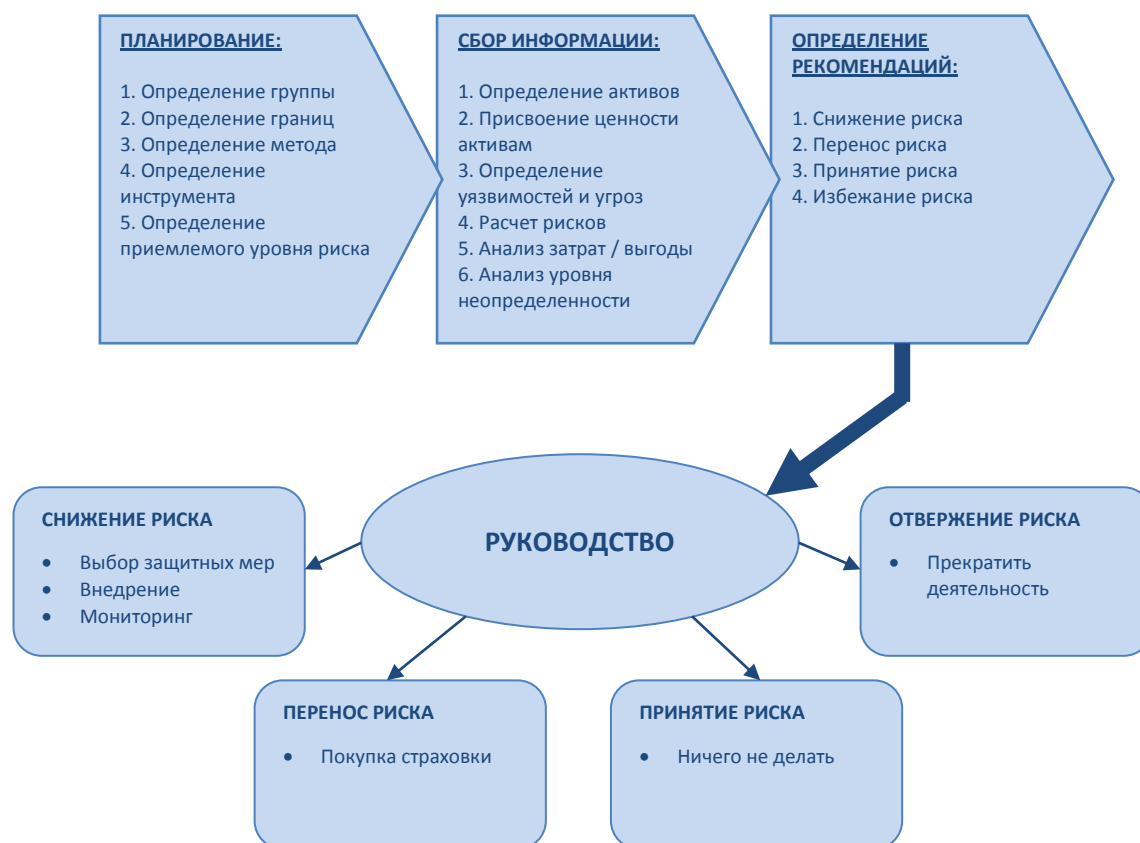 ПЛАНИРОВАНИЕ:
1. Определение группы
2. Определение границ
3. Определение метода
4. Определение
инструмента
5. Определение
приемлемого уровня риска
СБОР ИНФОРМАЦИИ:
1. Определение активов
2. Присвоение ценности
активам
3. Определение
уязвимостей и угроз
4. Расчет рисков
5. Анализ затрат / выгоды
6. Анализ уровня
неопределенности
ОПРЕДЕЛЕНИЕ
РЕКОМЕНДАЦИЙ:
1. Снижение риска
2. Перенос риска
3. Принятие риска
4. Избежание риска
РУКОВОДСТВО
СНИЖЕНИЕ РИСКА
• Выбор защитных мер
• Внедрение
• Мониторинг
ОТВЕРЖЕНИЕ РИСКА
• Прекратить
деятельность
ПЕРЕНОС РИСКА
• Покупка страховки
ПРИНЯТИЕ РИСКА
• Ничего не делать